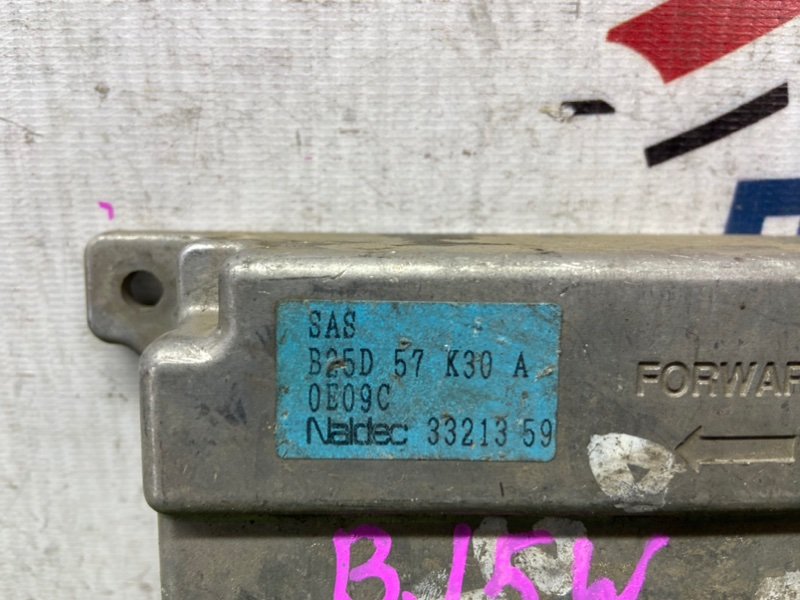 SAS
B25D 57 K30 A
0E09C
Naldec 33213 59
FORWAR
BJ5W